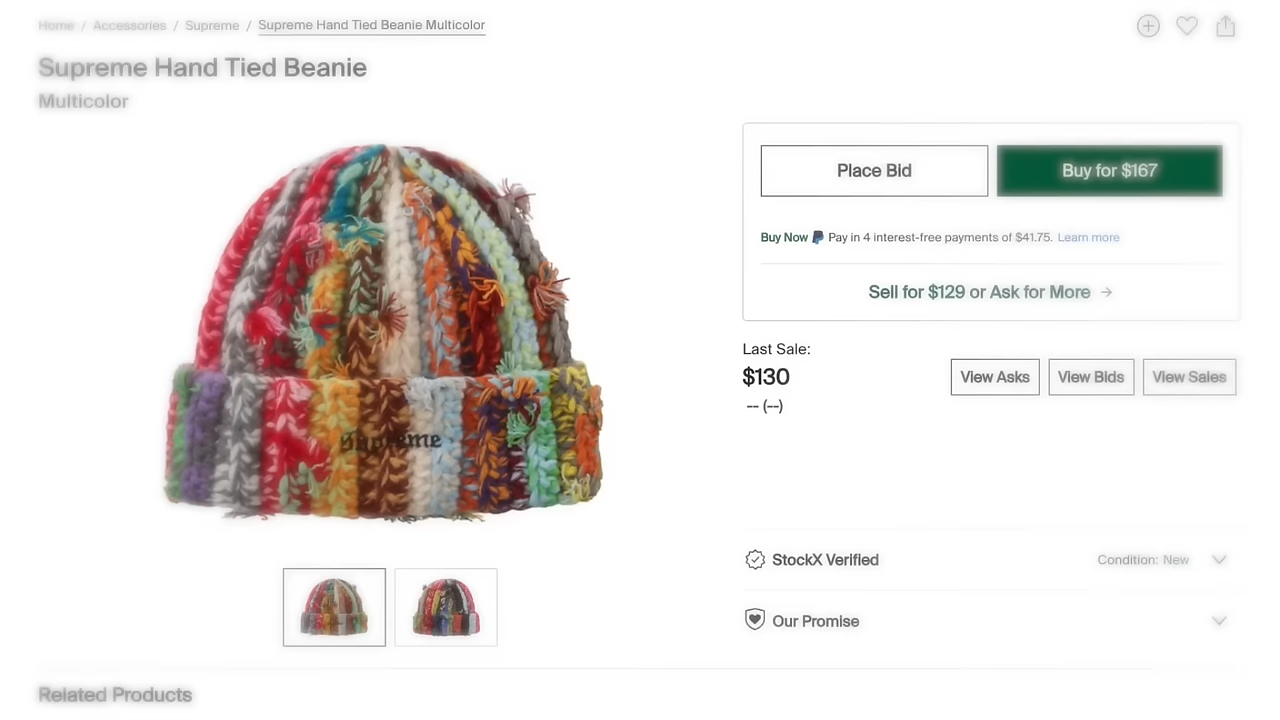 Home / Accessories / Supreme / Supreme Hand Tied Beanie Multicolor
Supreme Hand Tied Beanie
Multicolor
Place Bid
Buy for $167
Buy Now Pay in 4 interest-free payments of $41.75. Learn more
Sell for $129 or Ask for More →
Last Sale:
$130
-- (--)
View Asks
View Bids
View Sales
Supreme
StockX Verified
Condition: New
Our Promise
Related Products